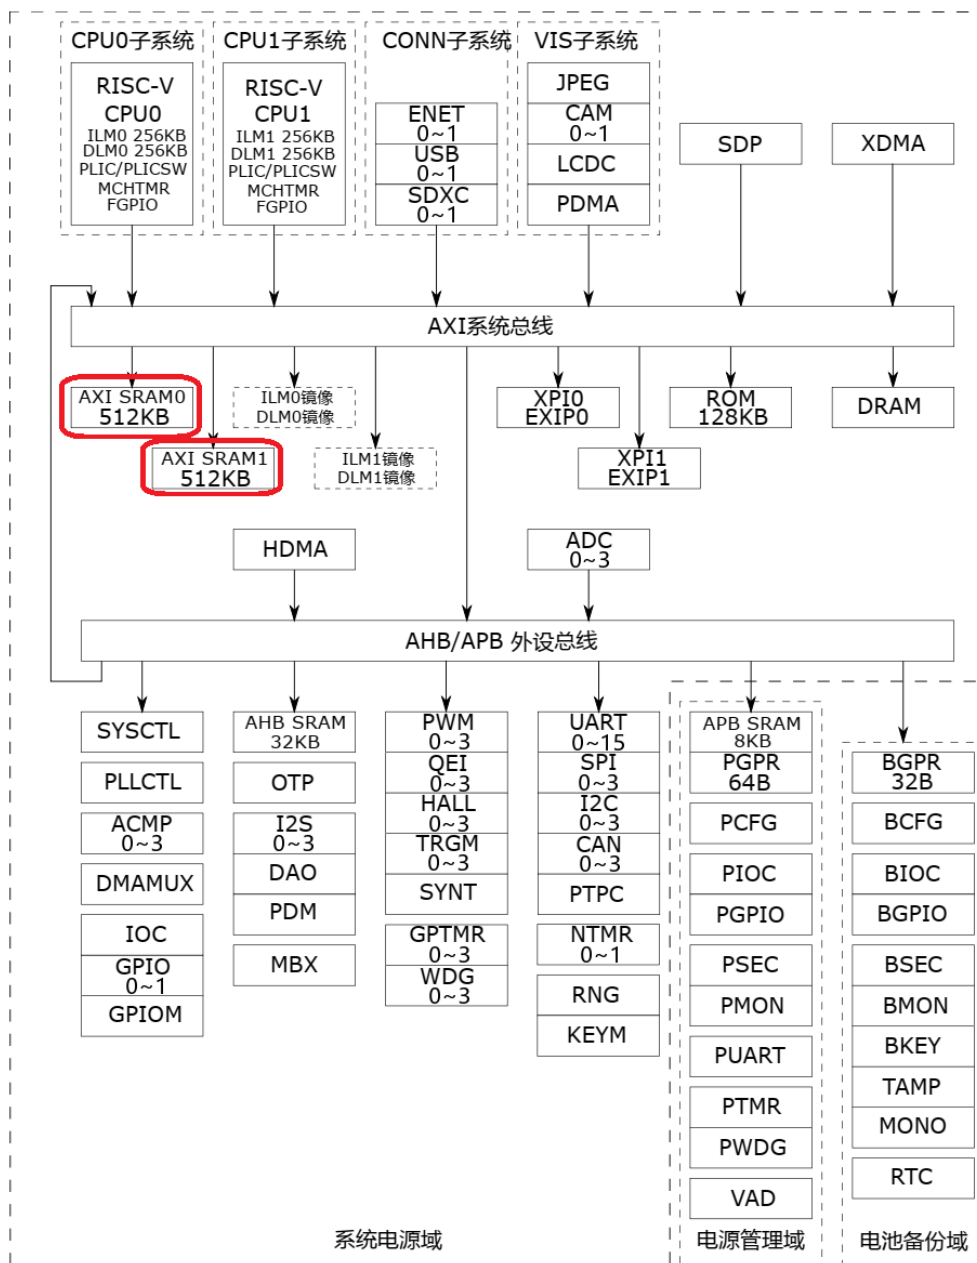 CPU0子系统
CPU1子系统
CONN子系统
VIS子系统
RISC-V
CPU0
ILM0 256KB
DLM0 256KB
PLIC/PLICSW
MCHTMR
FGPIO
RISC-V
CPU1
ILM1 256KB
DLM1 256KB
PLIC/PLICSW
MCHTMR
FGPIO
ENET
0~1
USB
0~1
SDXC
0~1
JPEG
CAM
0~1
LCDC
PDMA
SDP
XDMA
AXI系统总线
AXI SRAM0
512KB
AXI SRAM1
512KB
ILM0镜像
DLM0镜像
ILM1镜像
DLM1镜像
XPI0
EXIP0
XPI1
EXIP1
ROM
128KB
DRAM
HDMA
ADC
0~3
AHB/APB 外设总线
SYSCTL
PLLCTL
ACMP
0~3
DMAMUX
IOC
GPIO
0~1
GPIOM
AHB SRAM
32KB
OTP
I2S
0~3
DAO
PDM
MBX
PWM
0~3
QEI
0~3
HALL
0~3
TRGM
0~3
SYNT
GPTMR
0~3
WDG
0~3
UART
0~15
SPI
0~3
I2C
0~3
CAN
0~3
PTPC
NTMR
0~1
RNG
KEYM
APB SRAM
8KB
PGPR
64B
PCFG
PIOC
PGPIO
PSEC
PMON
PUART
PTMR
PWDG
VAD
BGPR
32B
BCFG
BIOC
BGPIO
BSEC
BMON
BKEY
TAMP
MONO
RTC
系统电源域
电源管理域
电池备份域